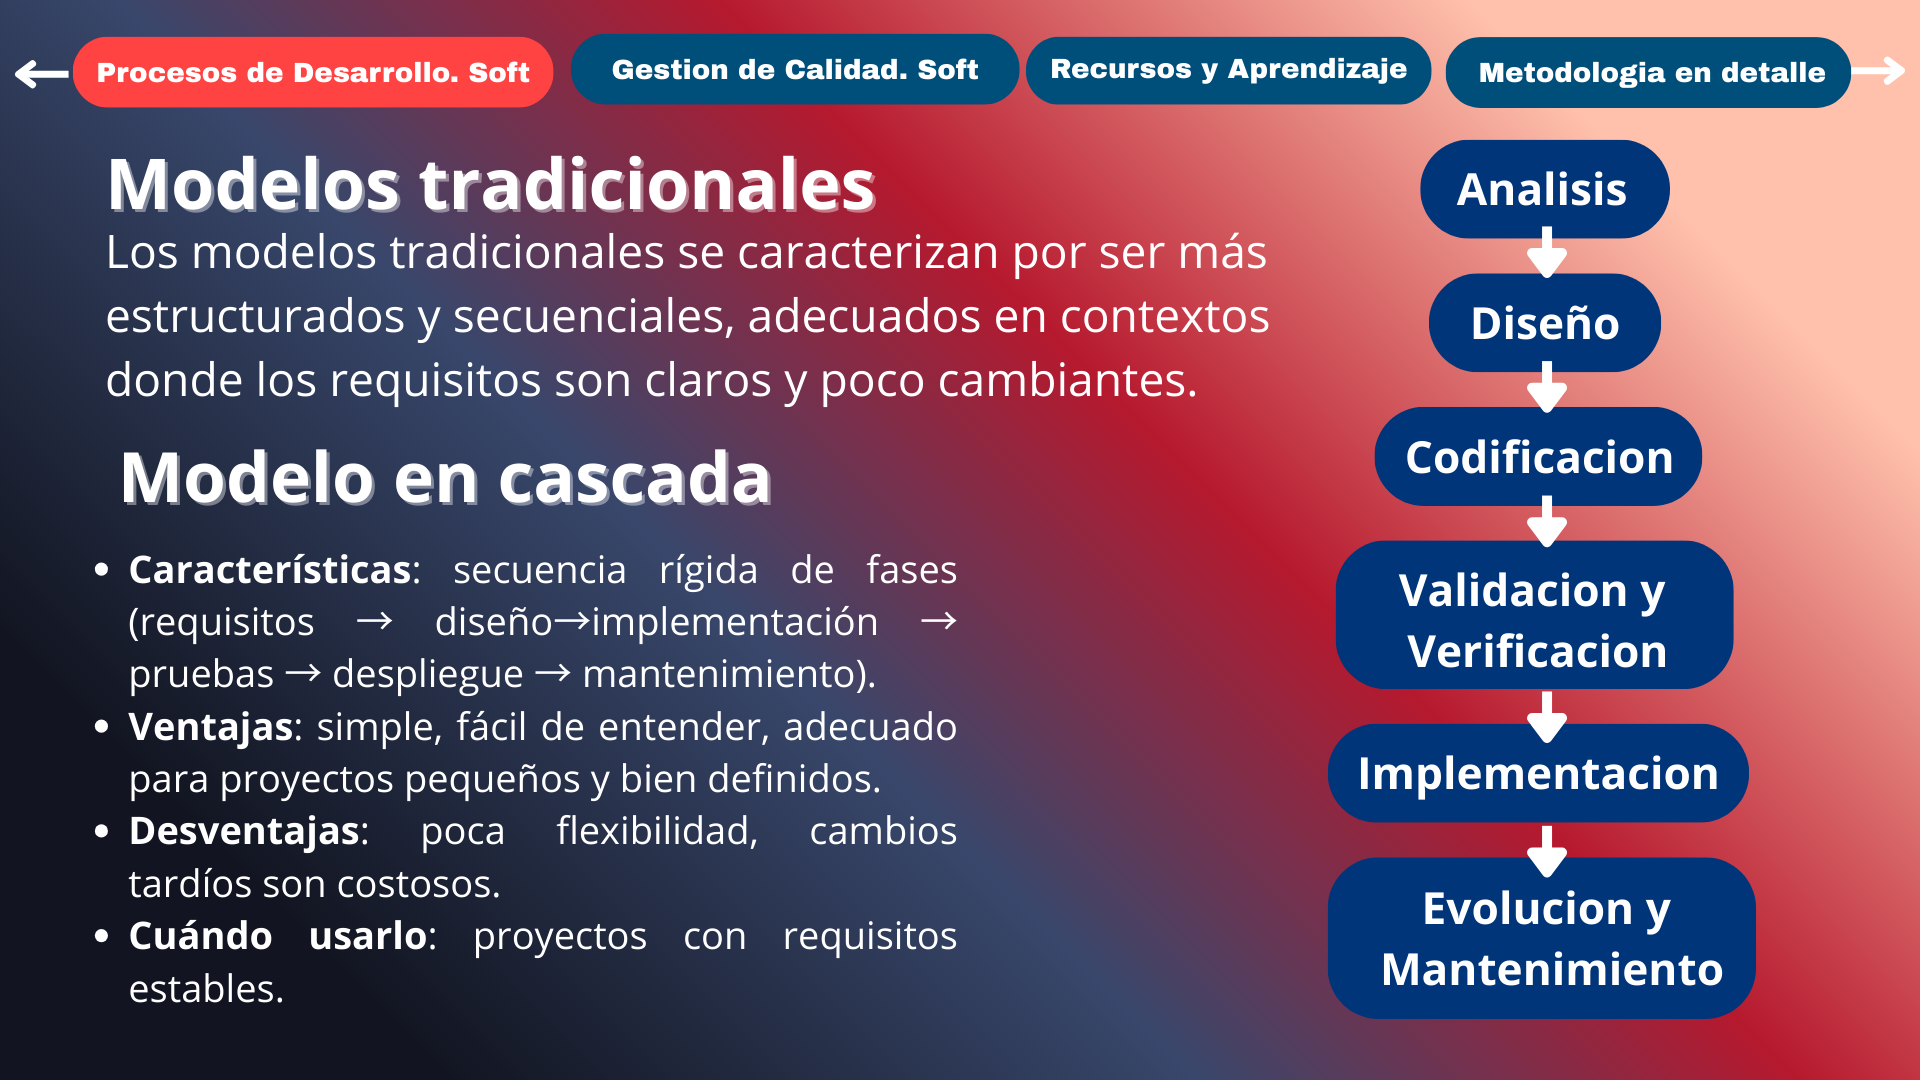 Procesos de Desarrollo. Soft
Gestion de Calidad. Soft
Recursos y Aprendizaje
Metodologia en detalle
Modelos tradicionales
Los modelos tradicionales se caracterizan por ser más
estructurados y secuenciales, adecuados en contextos
donde los requisitos son claros y poco cambiantes.
Modelo en cascada
• Características: secuencia rígida de fases
(requisitos → diseño→implementación →
pruebas → despliegue → mantenimiento).
• Ventajas: simple, fácil de entender, adecuado
para proyectos pequeños y bien definidos.
• Desventajas: poca flexibilidad, cambios
tardíos son costosos.
• Cuándo usarlo: proyectos con requisitos
estables.
Analisis
Diseño
Codificacion
Validacion y
Verificacion
Implementacion
Evolucion y
Mantenimiento